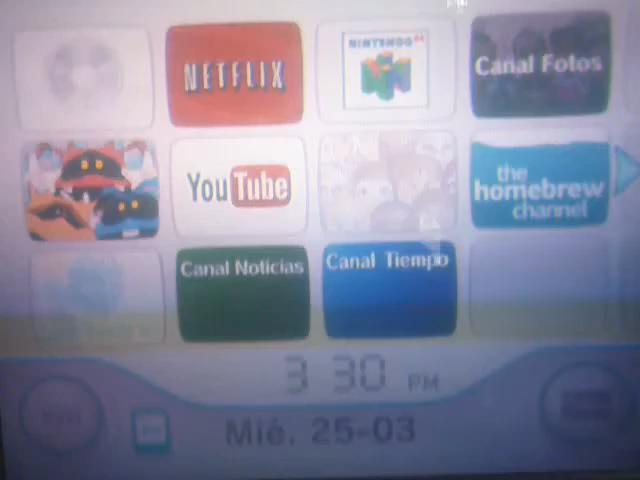 NETFLIX
NINTENDO 64
Canal Fotos
YouTube
the
homebrew
channel
Canal Noticias
Canal Tiempo
3 30 PM
Wii
Mié. 25-03